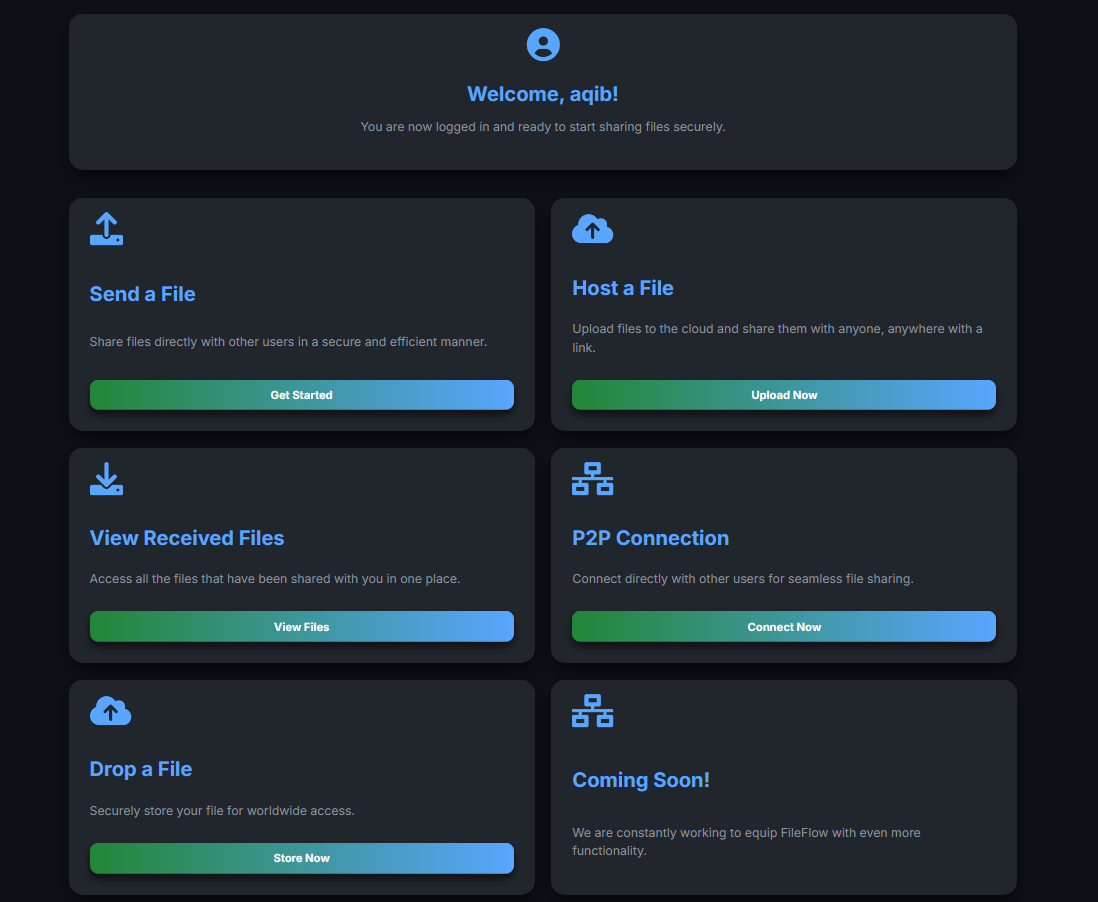 Welcome, aqib!
You are now logged in and ready to start sharing files securely.
Send a File
Share files directly with other users in a secure and efficient manner.
Get Started
Host a File
Upload files to the cloud and share them with anyone, anywhere with a
link.
Upload Now
View Received Files
Access all the files that have been shared with you in one place.
View Files
P2P Connection
Connect directly with other users for seamless file sharing.
Connect Now
Drop a File
Securely store your file for worldwide access.
Store Now
Coming Soon!
We are constantly working to equip FileFlow with even more
functionality.